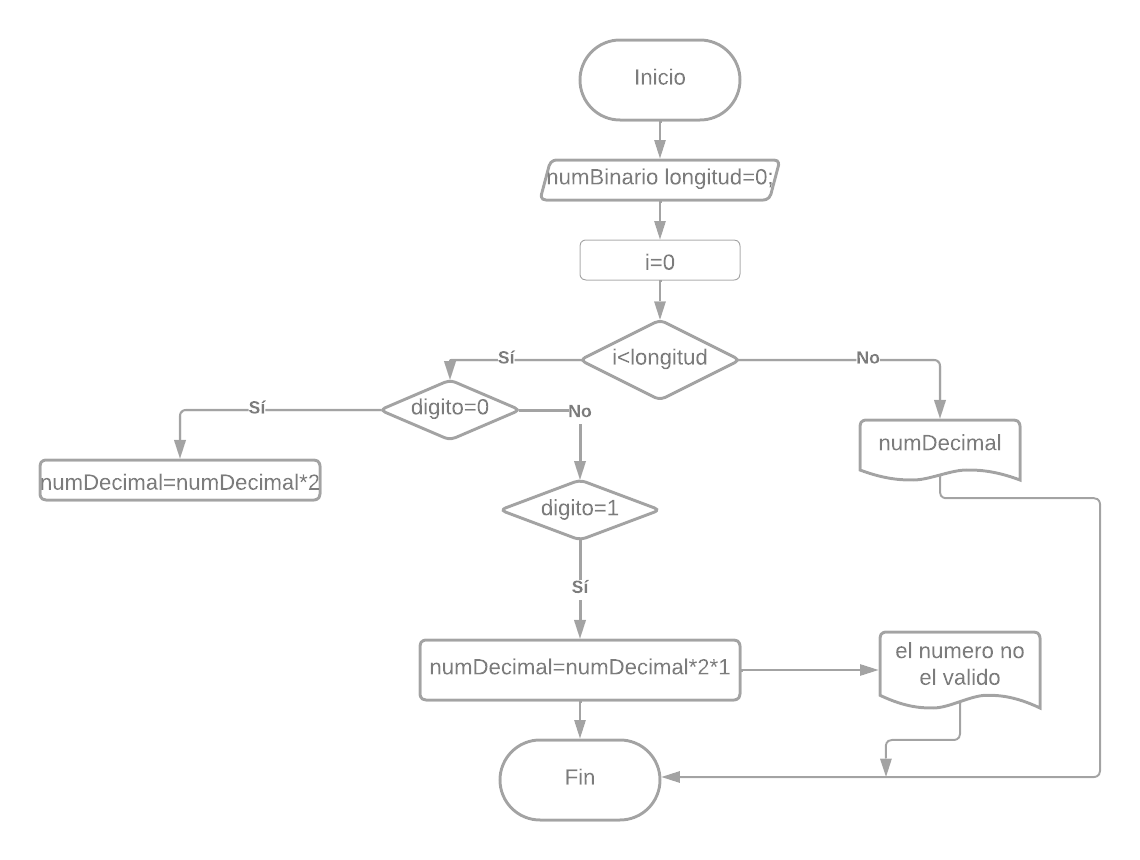 Inicio
numBinario longitud=0;
i=0
i<longitud
Sí
No
digito=0
Sí
No
numDecimal
numDecimal=numDecimal*2
digito=1
Sí
numDecimal=numDecimal*2*1
el numero no
el valido
Fin